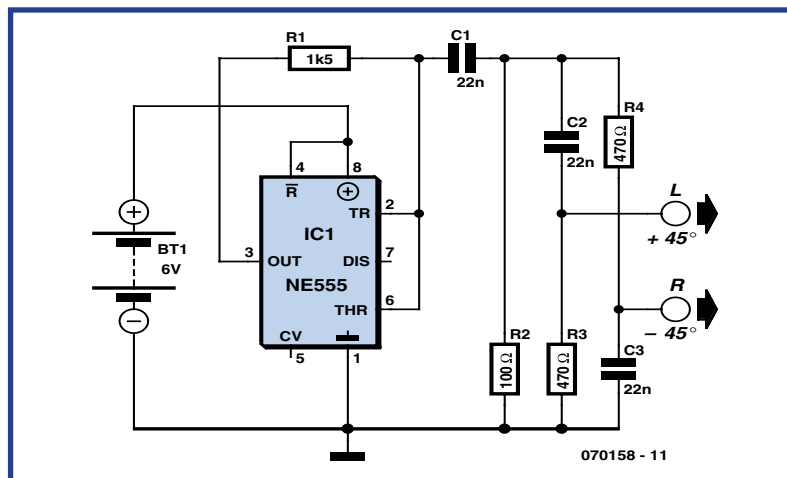 R1
1k5
C1
22n
C2
22n
R4
470Ω
L
+ 45°
R
– 45°
C3
22n
R2
100Ω
R3
470Ω
BT1
6V
4
8
R
TR
2
IC1
3
OUT
DIS
7
NE555
THR
6
CV
5
1
070158 - 11